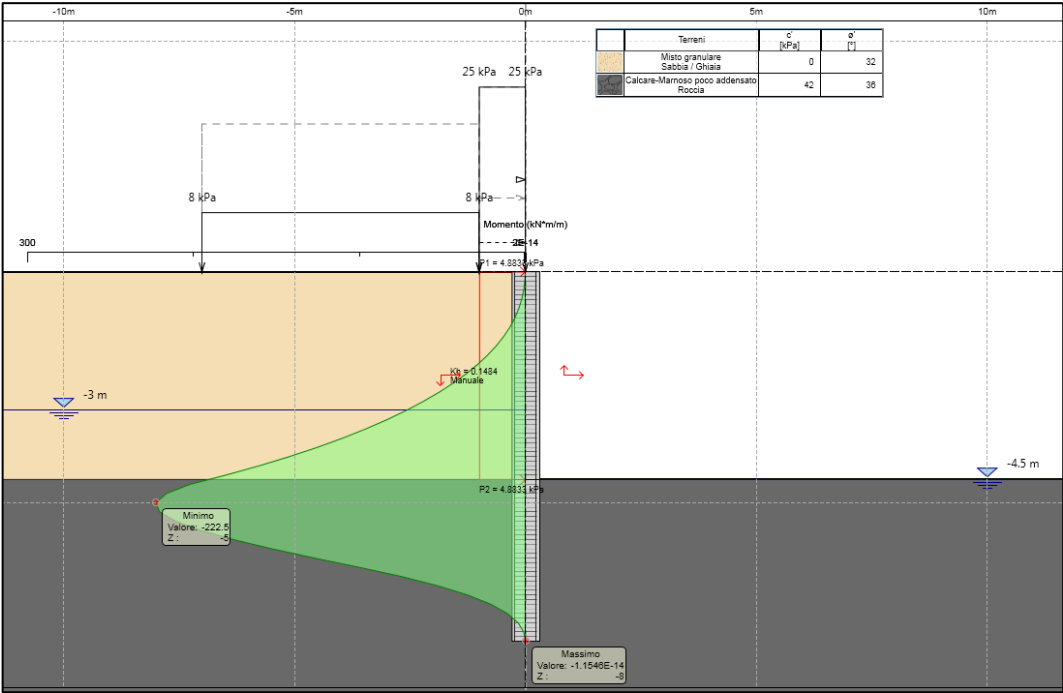 -10m -5m 0m 5m 10m
Terreni c' [kPa] ø' [°]
Misto granulare
Sabbia / Ghiaia 0 32
Calcare-Marnoso poco addensato
Roccia 42 36
25 kPa 25 kPa
8 kPa 8 kPa
Momento (kN*m/m)
300
P1 = 4.8833 kPa
Kh = 0.1484
Manuale
-3 m
-4.5 m
P2 = 4.8833 kPa
Minimo
Valore: -222.5
Z : -5
Massimo
Valore: -1.1546E-14
Z : -8